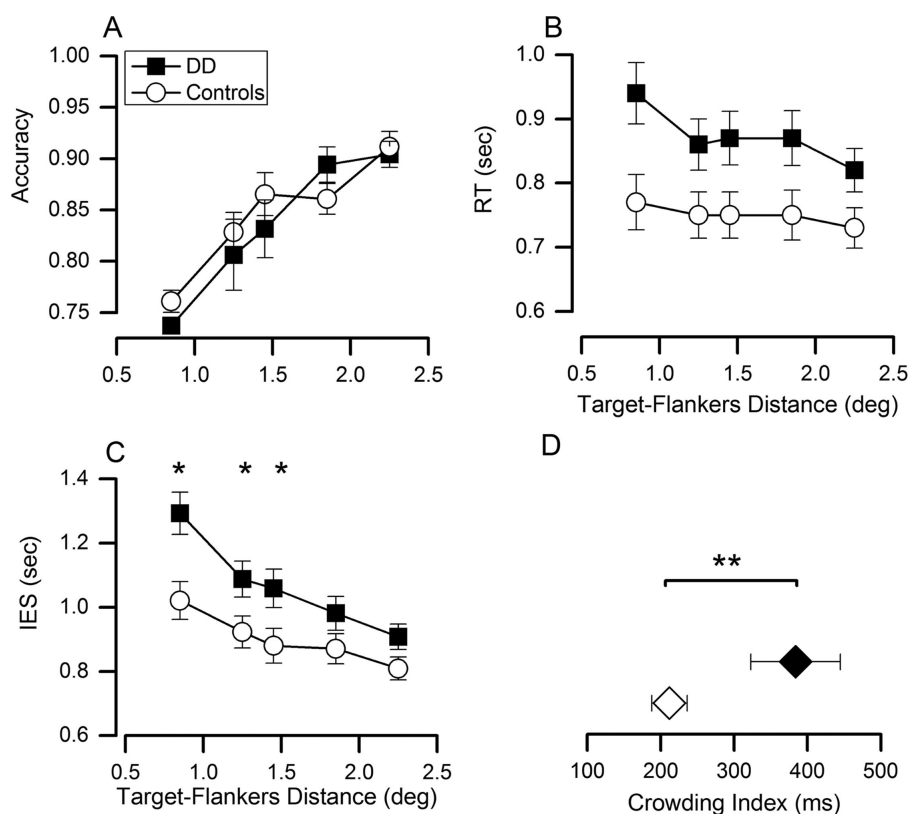 A
1.00
0.95
0.90
0.85
0.80
0.75
Accuracy
DD
Controls
0.5 1.0 1.5 2.0 2.5
B
1.0
0.9
0.8
0.7
0.6
RT (sec)
0.5 1.0 1.5 2.0 2.5
Target-Flankers Distance (deg)
C
* * *
1.4
1.2
1.0
0.8
0.6
IES (sec)
0.5 1.0 1.5 2.0 2.5
Target-Flankers Distance (deg)
D
**
100 200 300 400 500
Crowding Index (ms)